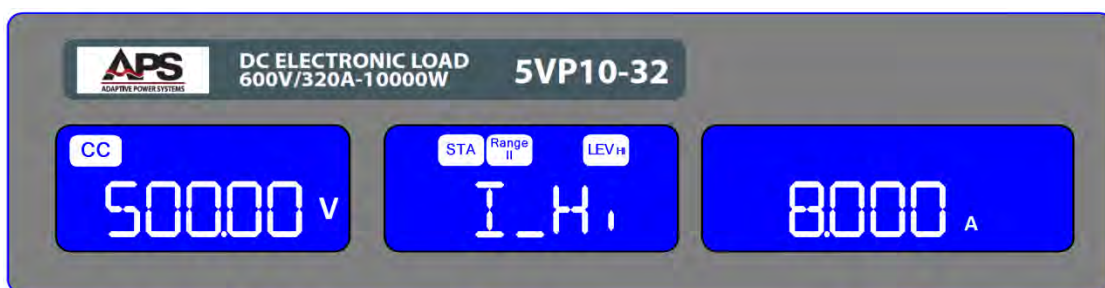 APS
ADAPTIVE POWER SYSTEMS
DC ELECTRONIC LOAD
600V/320A-10000W
5VP10-32
CC
500.00 V
STA Range II LEV HI
I_Hi
8.000 A